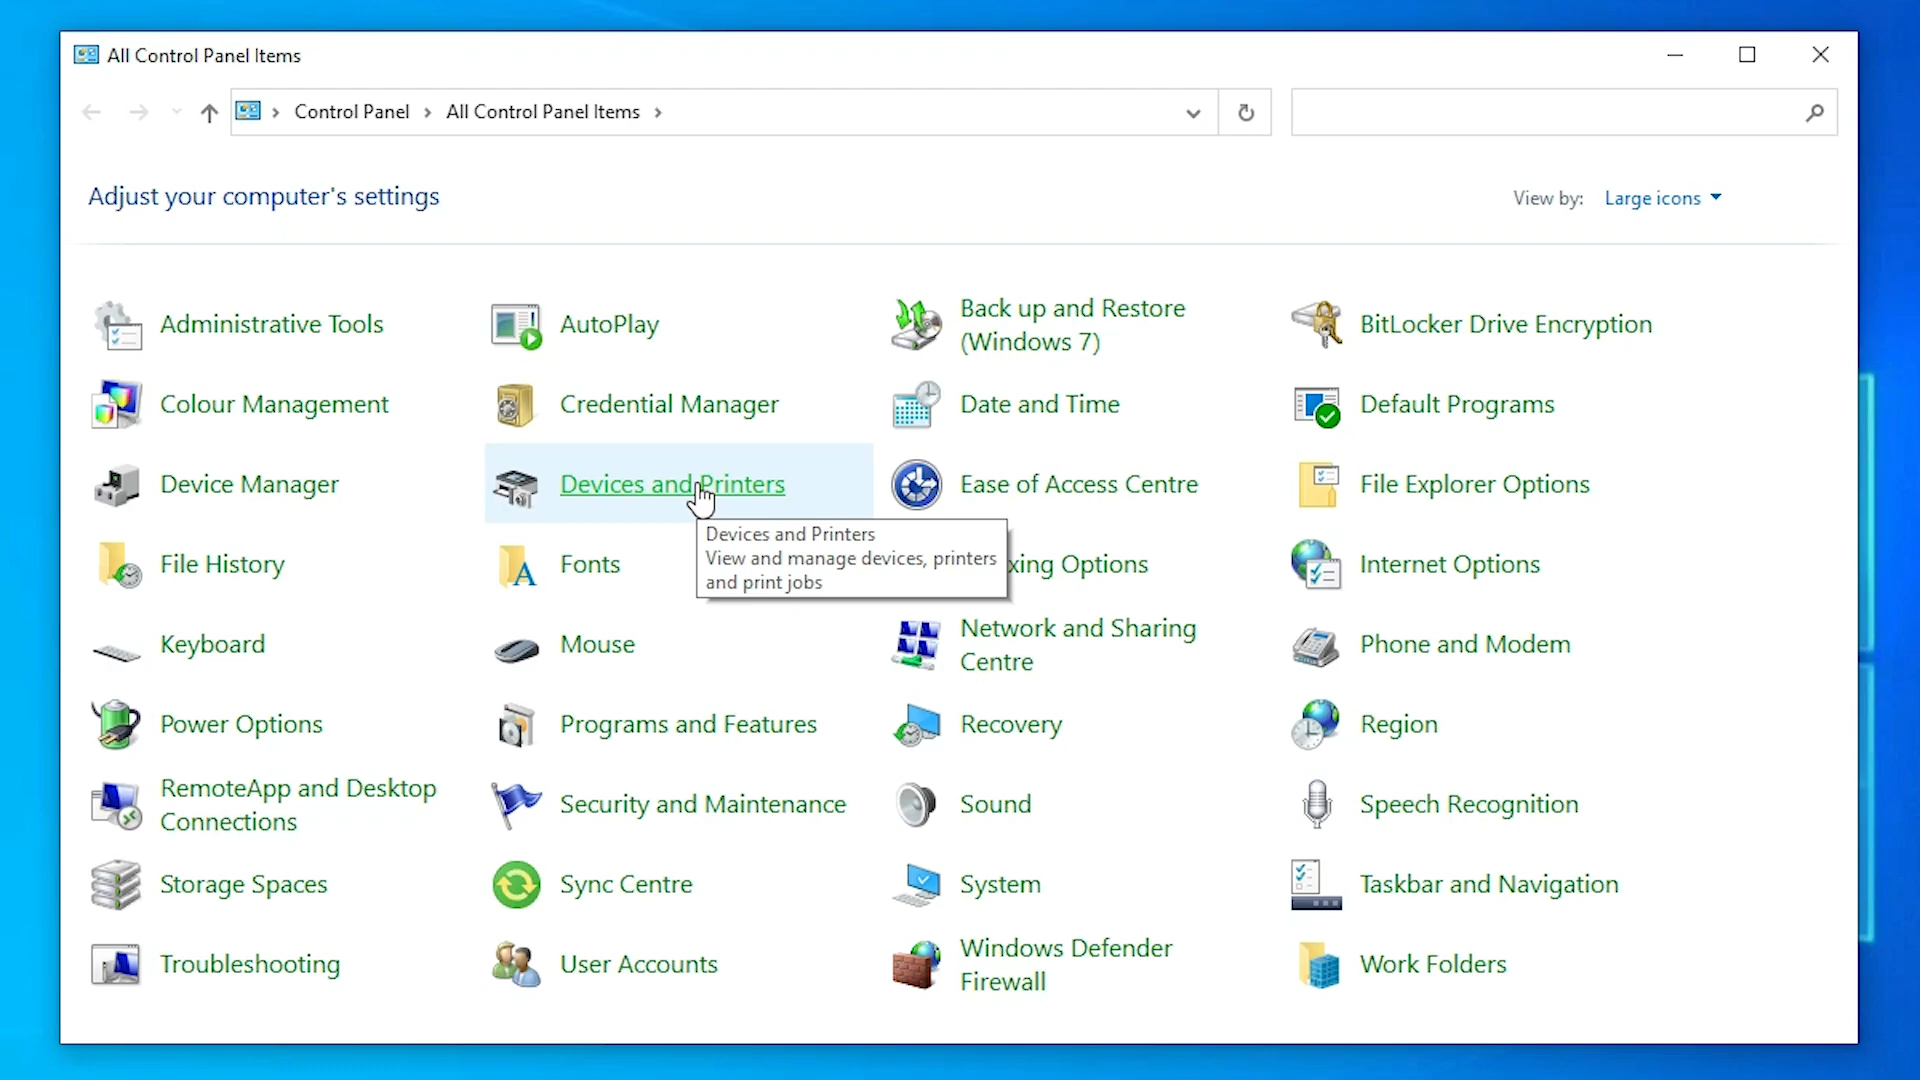 All Control Panel Items
Control Panel
All Control Panel Items
Adjust your computer's settings
View by:
Large icons
Administrative Tools
AutoPlay
Back up and Restore
(Windows 7)
BitLocker Drive Encryption
Colour Management
Credential Manager
Date and Time
Default Programs
Device Manager
Devices and Printers
Ease of Access Centre
File Explorer Options
Devices and Printers
View and manage devices, printers
and print jobs
File History
Fonts
xing Options
Internet Options
Keyboard
Mouse
Network and Sharing
Centre
Phone and Modem
Power Options
Programs and Features
Recovery
Region
RemoteApp and Desktop
Connections
Security and Maintenance
Sound
Speech Recognition
Storage Spaces
Sync Centre
System
Taskbar and Navigation
Troubleshooting
User Accounts
Windows Defender
Firewall
Work Folders